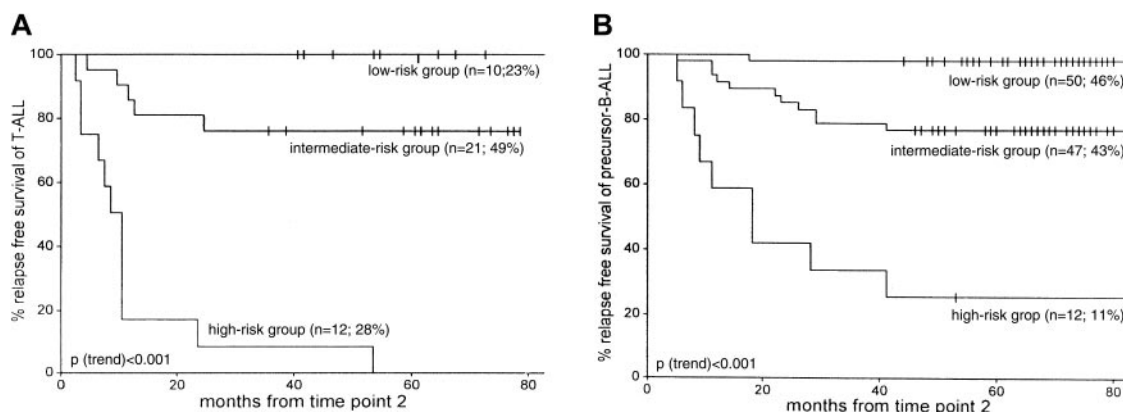 A
% relapse free survival of T-ALL
100
80
60
40
20
0
20
40
60
80
low-risk group (n=10;23%)
intermediate-risk group (n=21; 49%)
high-risk group (n=12; 28%)
p (trend)<0.001
months from time point 2
B
% relapse free survival of precursor-B-ALL
100
80
60
40
20
0
20
40
60
80
low-risk group (n=50; 46%)
intermediate-risk group (n=47; 43%)
high-risk grop (n=12; 11%)
p (trend)<0.001
months from time point 2